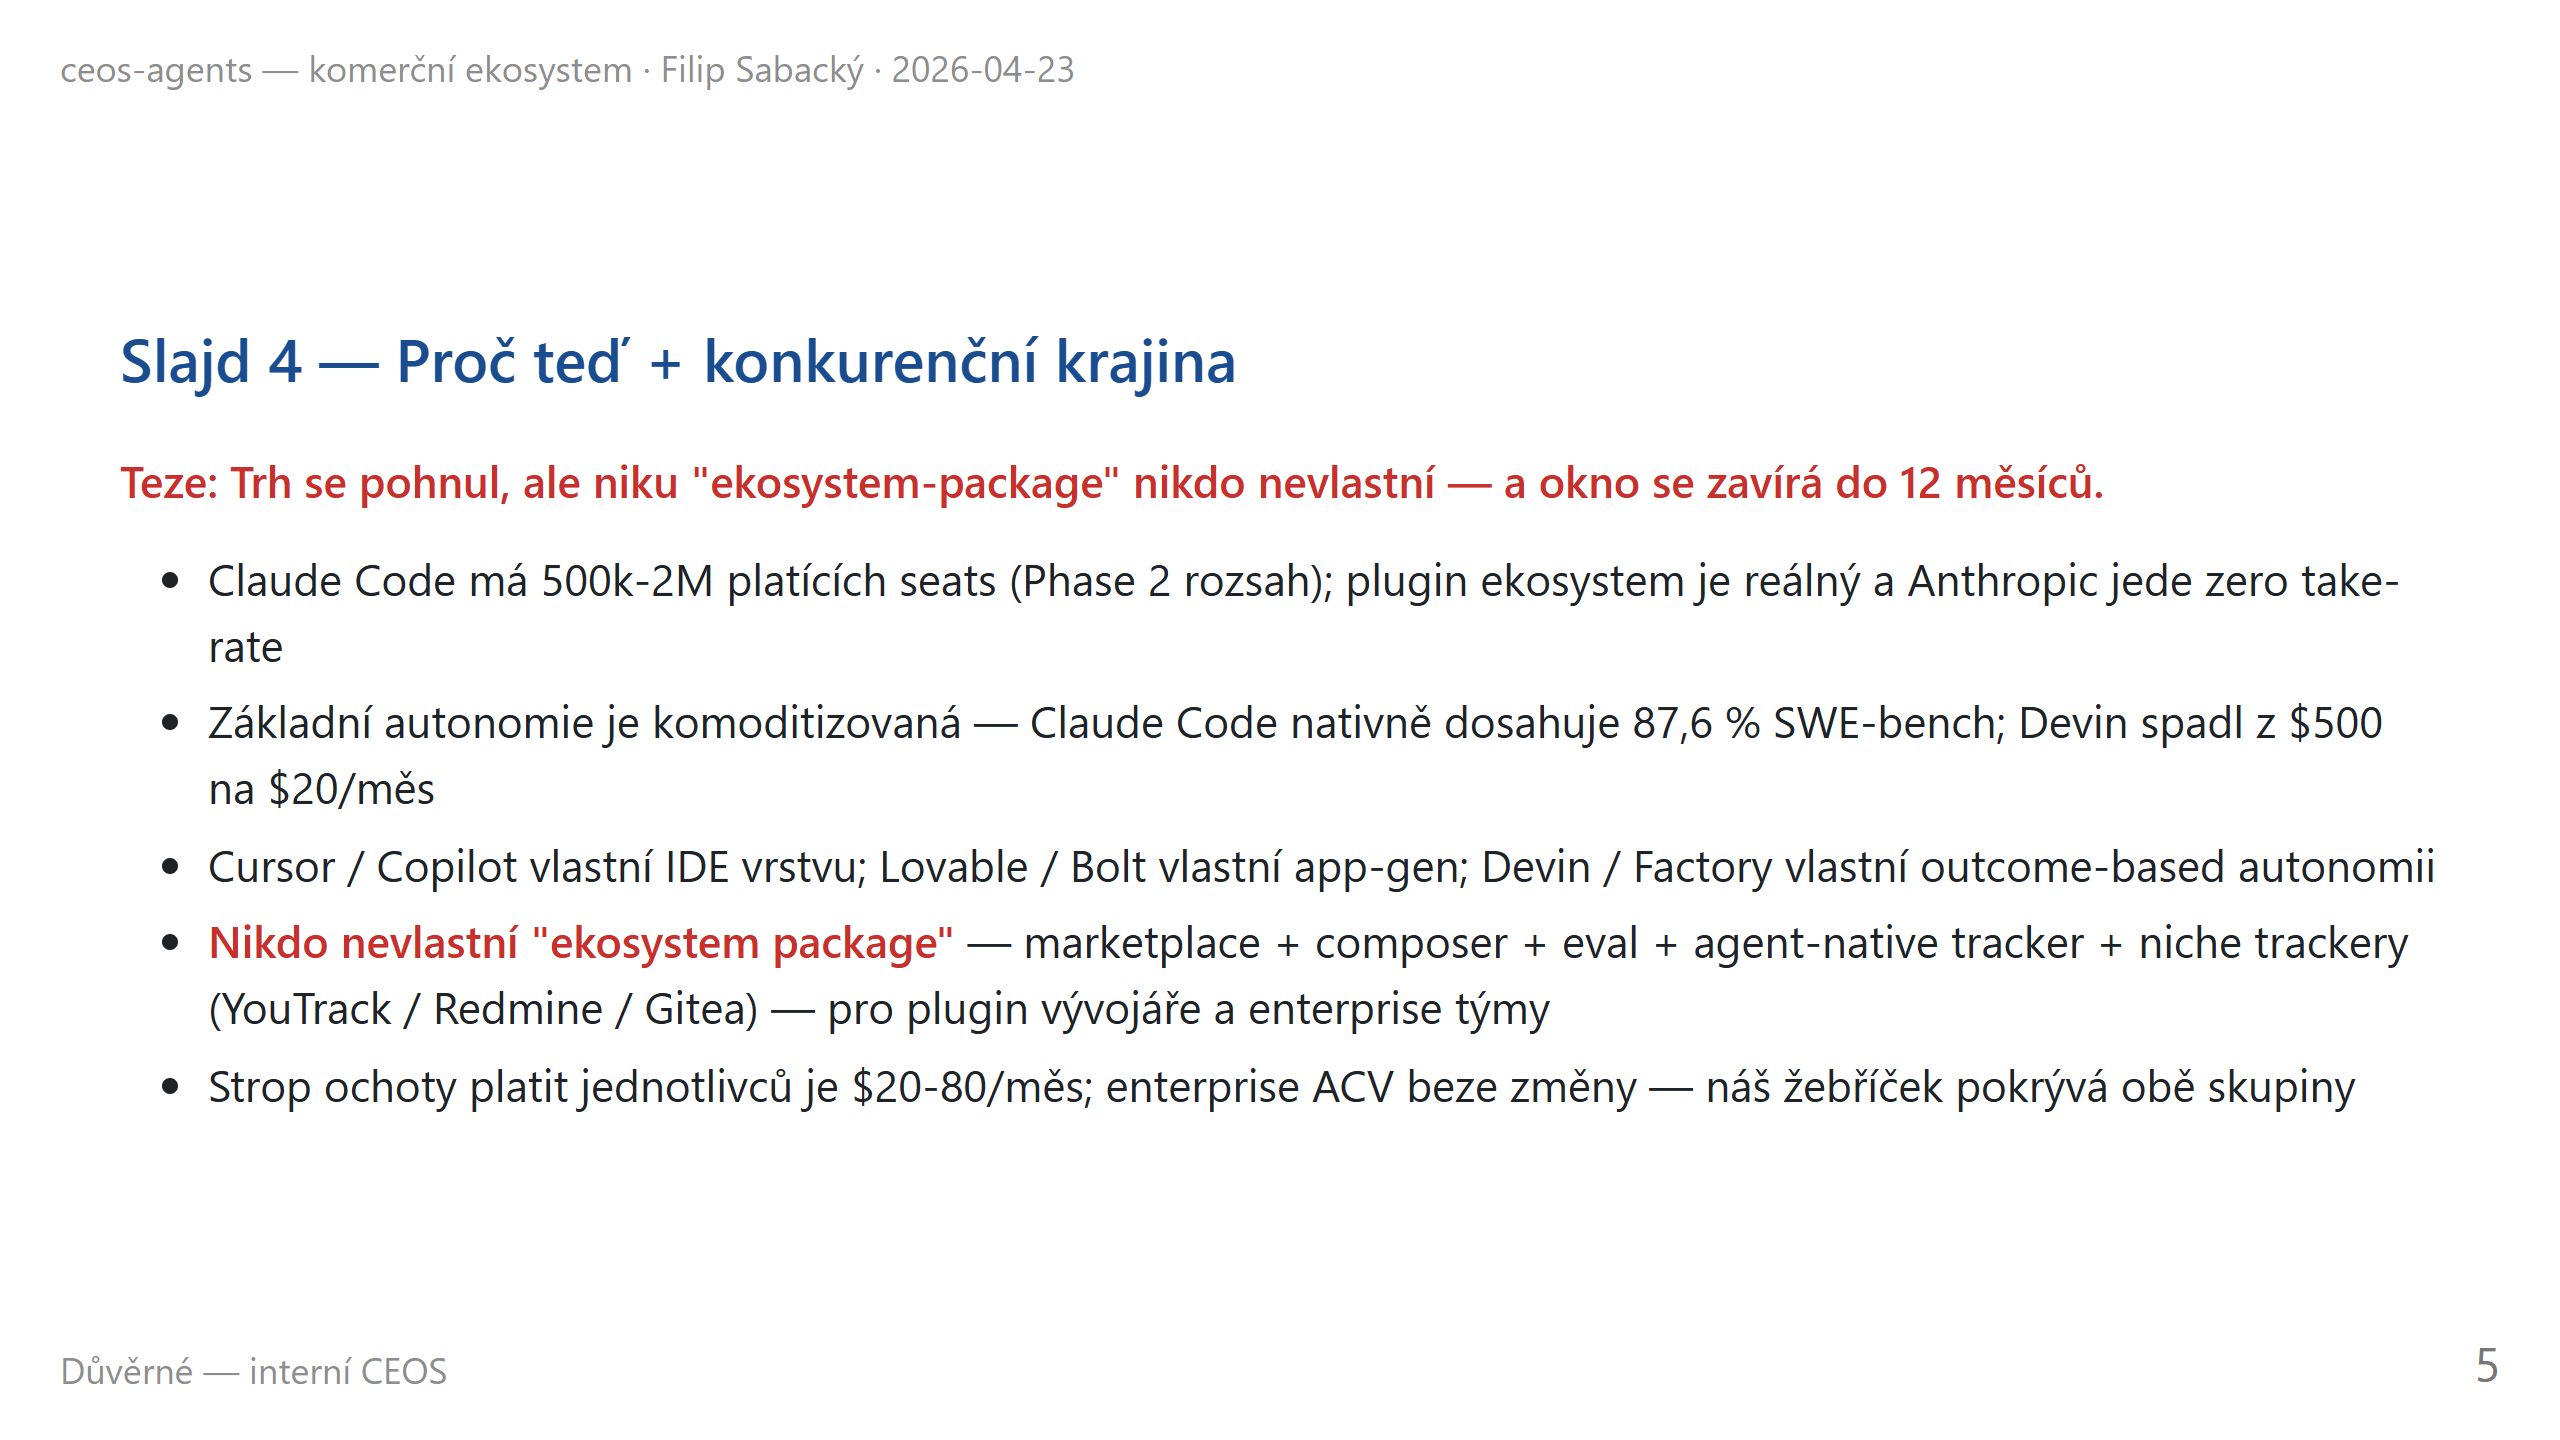 ceos-agents — komerční ekosystem · Filip Sabacký · 2026-04-23
Slajd 4 — Proč teď + konkurenční krajina
Teze: Trh se pohnul, ale niku "ekosystem-package" nikdo nevlastní — a okno se zavírá do 12 měsíců.
• Claude Code má 500k-2M platících seats (Phase 2 rozsah); plugin ekosystem je reálný a Anthropic jede zero take-
rate
• Základní autonomie je komoditizovaná — Claude Code nativně dosahuje 87,6 % SWE-bench; Devin spadl z $500
na $20/měs
• Cursor / Copilot vlastní IDE vrstvu; Lovable / Bolt vlastní app-gen; Devin / Factory vlastní outcome-based autonomii
• Nikdo nevlastní "ekosystem package" — marketplace + composer + eval + agent-native tracker + niche trackery
(YouTrack / Redmine / Gitea) — pro plugin vývojáře a enterprise týmy
• Strop ochoty platit jednotlivců je $20-80/měs; enterprise ACV beze změny — náš žebříček pokrývá obě skupiny
Důvěrné — interní CEOS
5